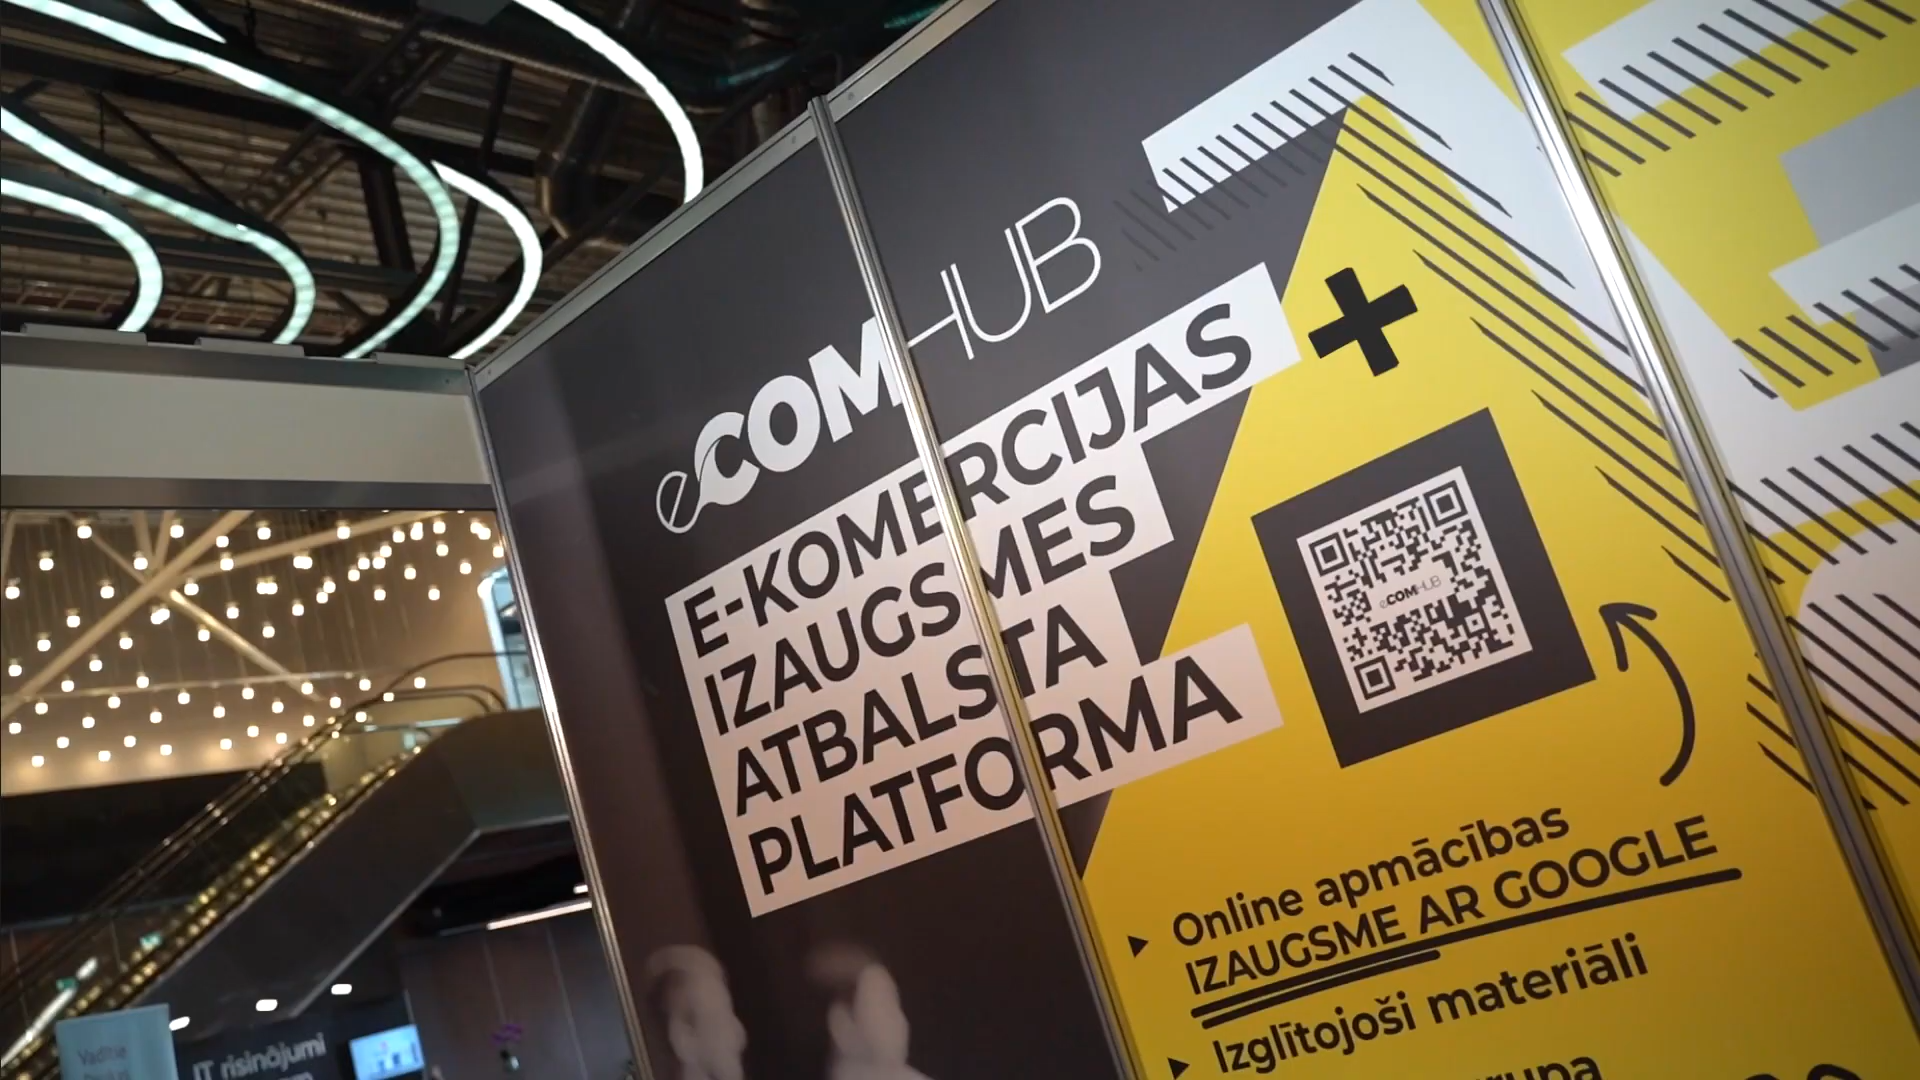 eCOMHUB
E-KOMERCIJAS
IZAUGSMES
ATBALSTA
PLATFORMA
eCOMHUB
Online apmācības
IZAUGSME AR GOOGLE
Izglītojoši materiāli
IT risinājumi